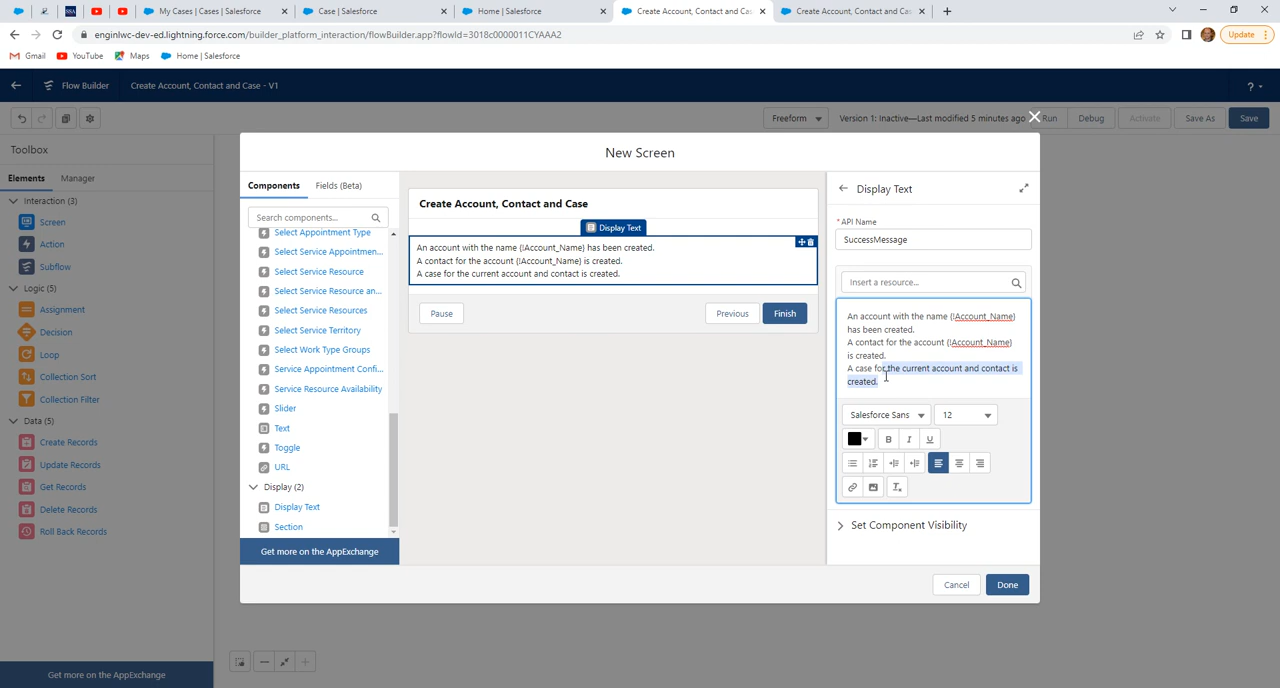 My Cases | Cases | Salesforce
Case | Salesforce
Home | Salesforce
Create Account, Contact and Cas
Create Account, Contact and Cas
enginlwc-dev-ed.lightning.force.com/builder_platform_interaction/flowBuilder.app?flowId=3018c0000011CYAAA2
Update
Gmail
YouTube
Maps
Home | Salesforce
Flow Builder
Create Account, Contact and Case - V1
?
Freeform
Version 1: Inactive—Last modified 5 minutes ago
Run
Debug
Activate
Save As
Save
Toolbox
Elements
Manager
Interaction (3)
Screen
Action
Subflow
Logic (5)
Assignment
Decision
Loop
Collection Sort
Collection Filter
Data (5)
Create Records
Update Records
Get Records
Delete Records
Roll Back Records
Get more on the AppExchange
New Screen
Components
Fields (Beta)
Search components...
Select Appointment Type
Select Service Appointmen...
Select Service Resource
Select Service Resource an...
Select Service Resources
Select Service Territory
Select Work Type Groups
Service Appointment Confi...
Service Resource Availability
Slider
Text
Toggle
URL
Display (2)
Display Text
Section
Get more on the AppExchange
Create Account, Contact and Case
Display Text
An account with the name {!Account_Name} has been created.
A contact for the account {!Account_Name} is created.
A case for the current account and contact is created.
Pause
Previous
Finish
Display Text
* API Name
SuccessMessage
Insert a resource...
An account with the name {!Account_Name}
has been created.
A contact for the account {!Account_Name}
is created.
A case for the current account and contact is
created.
Salesforce Sans
12
B
I
U
Set Component Visibility
Cancel
Done